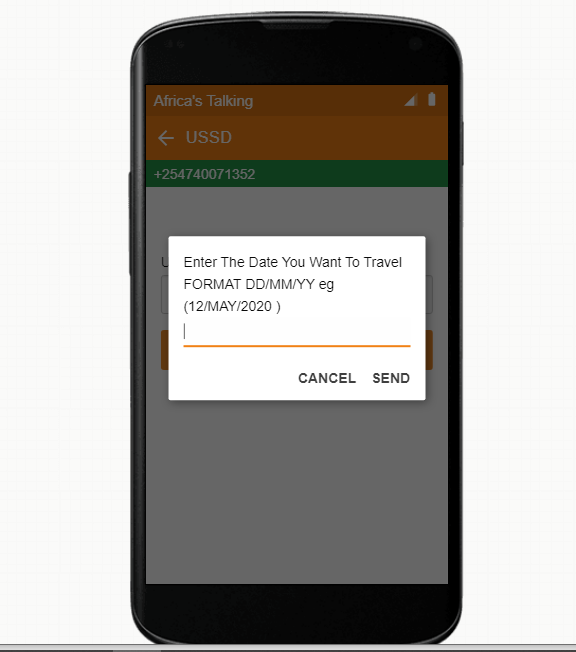 Africa's Talking
USSD
+254740071352
U
Enter The Date You Want To Travel
FORMAT DD/MM/YY eg
(12/MAY/2020 )
CANCEL SEND